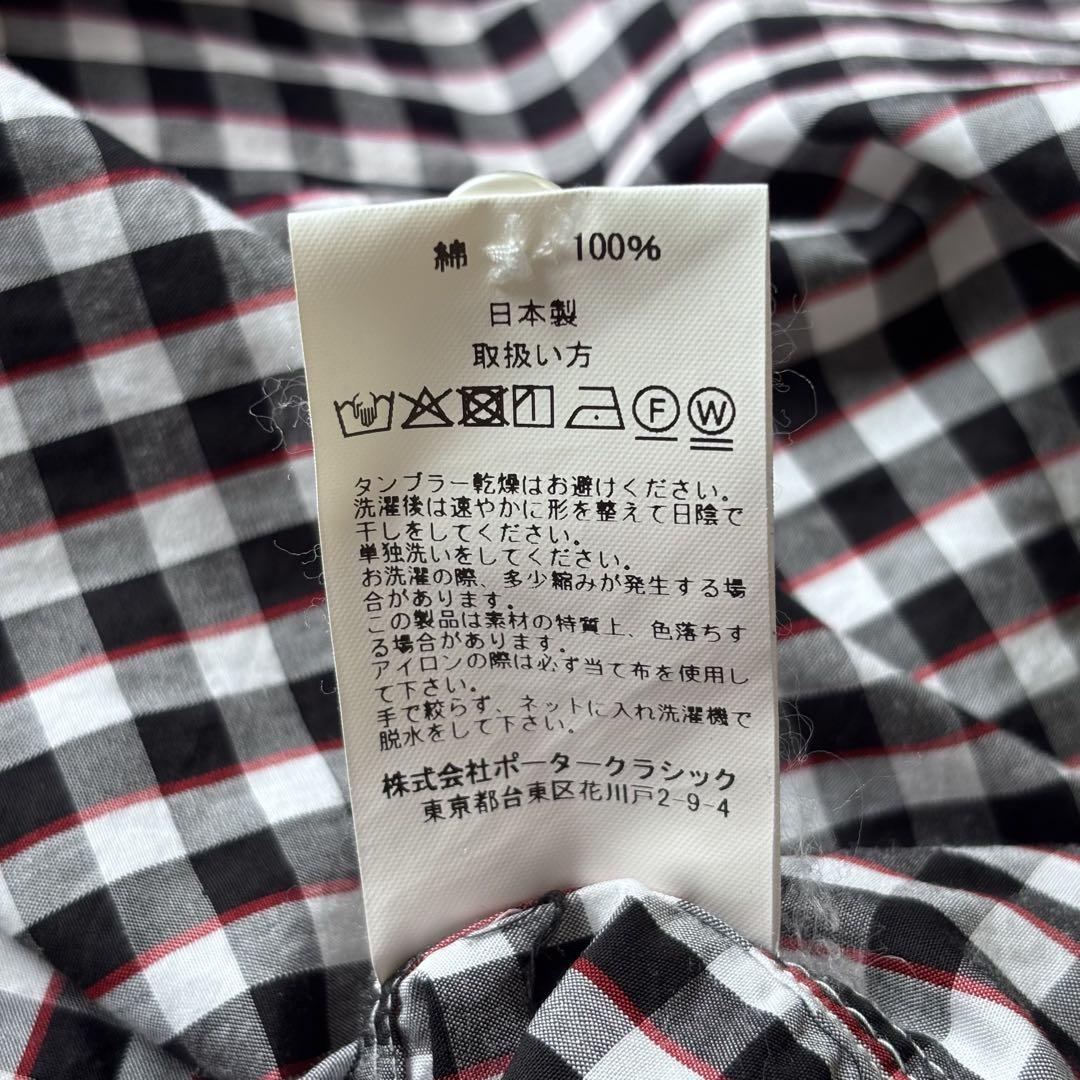 綿 100%
日本製
取扱い方
F W
タンブラー乾燥はお避けください。
洗濯後は速やかに形を整えて日陰で
干しをしてください。
単独洗いをしてください。
お洗濯の際、多少縮みが発生する場
合があります。
この製品は素材の特質上、色落ちす
る場合があります。
アイロンの際は必ず当て布を使用し
て下さい。
手で絞らず、ネットに入れ洗濯機で
脱水をして下さい。
株式会社ポータークラシック
東京都台東区花川戸2-9-4